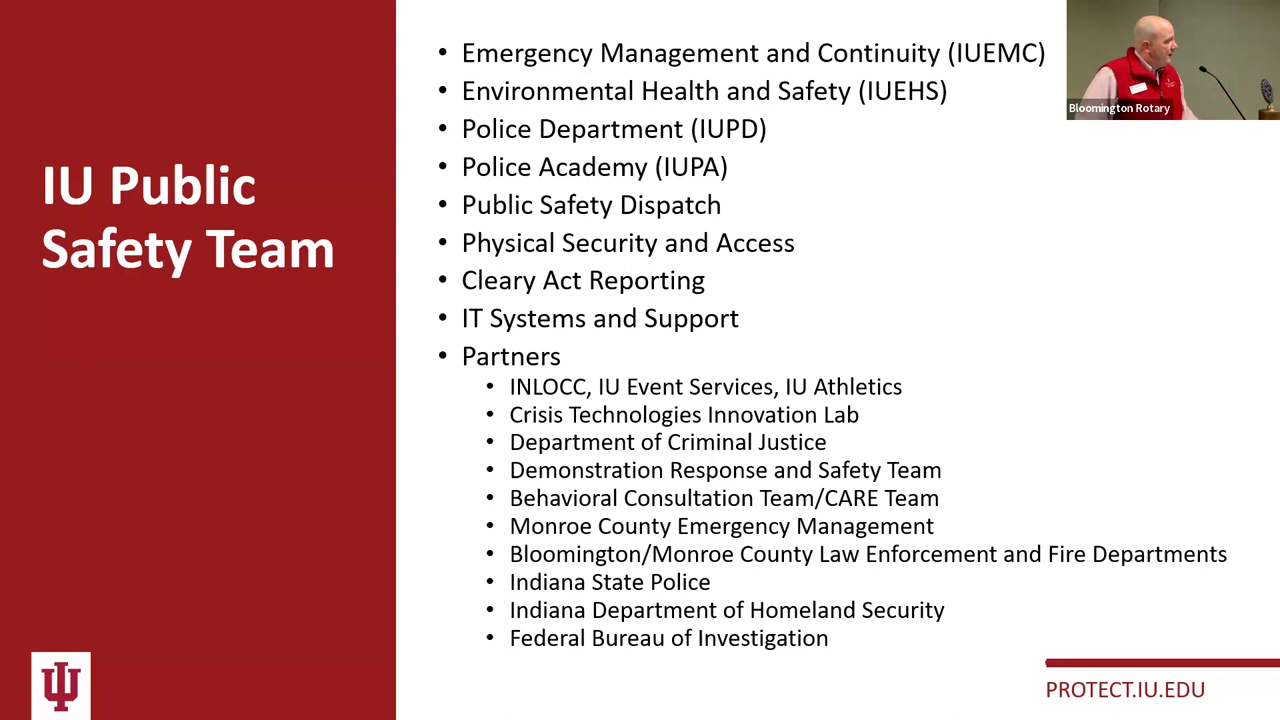 IU Public
Safety Team
• Emergency Management and Continuity (IUEMC)
• Environmental Health and Safety (IUEHS)
• Police Department (IUPD)
• Police Academy (IUPA)
• Public Safety Dispatch
• Physical Security and Access
• Cleary Act Reporting
• IT Systems and Support
• Partners
• INLOCC, IU Event Services, IU Athletics
• Crisis Technologies Innovation Lab
• Department of Criminal Justice
• Demonstration Response and Safety Team
• Behavioral Consultation Team/CARE Team
• Monroe County Emergency Management
• Bloomington/Monroe County Law Enforcement and Fire Departments
• Indiana State Police
• Indiana Department of Homeland Security
• Federal Bureau of Investigation
Bloomington Rotary
PROTECT.IU.EDU